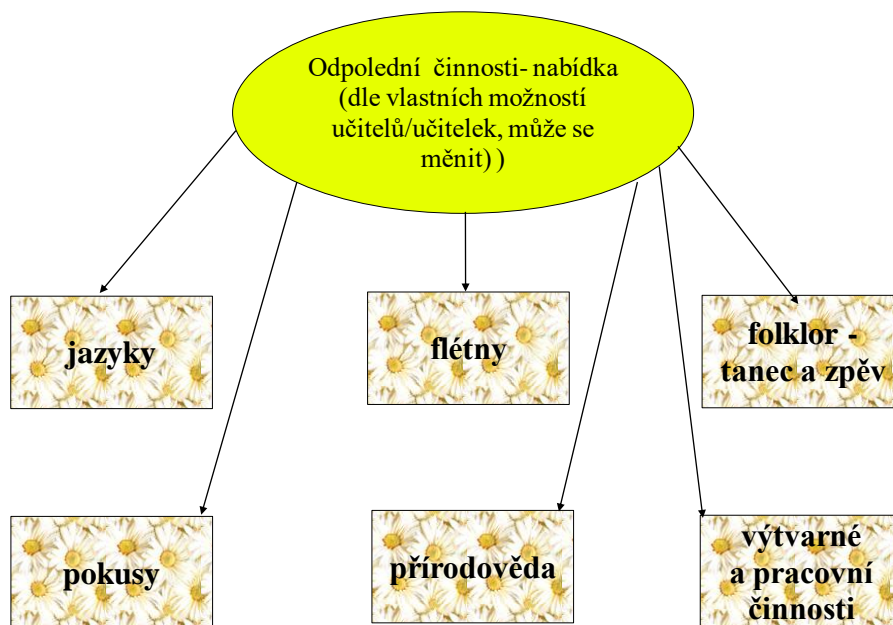 Odpolední činnosti- nabídka
(dle vlastních možností
učitelů/učitelek, může se
měnit) )
jazyky
flétny
folklor -
tanec a zpěv
pokusy
přírodověda
výtvarné
a pracovní
činnosti